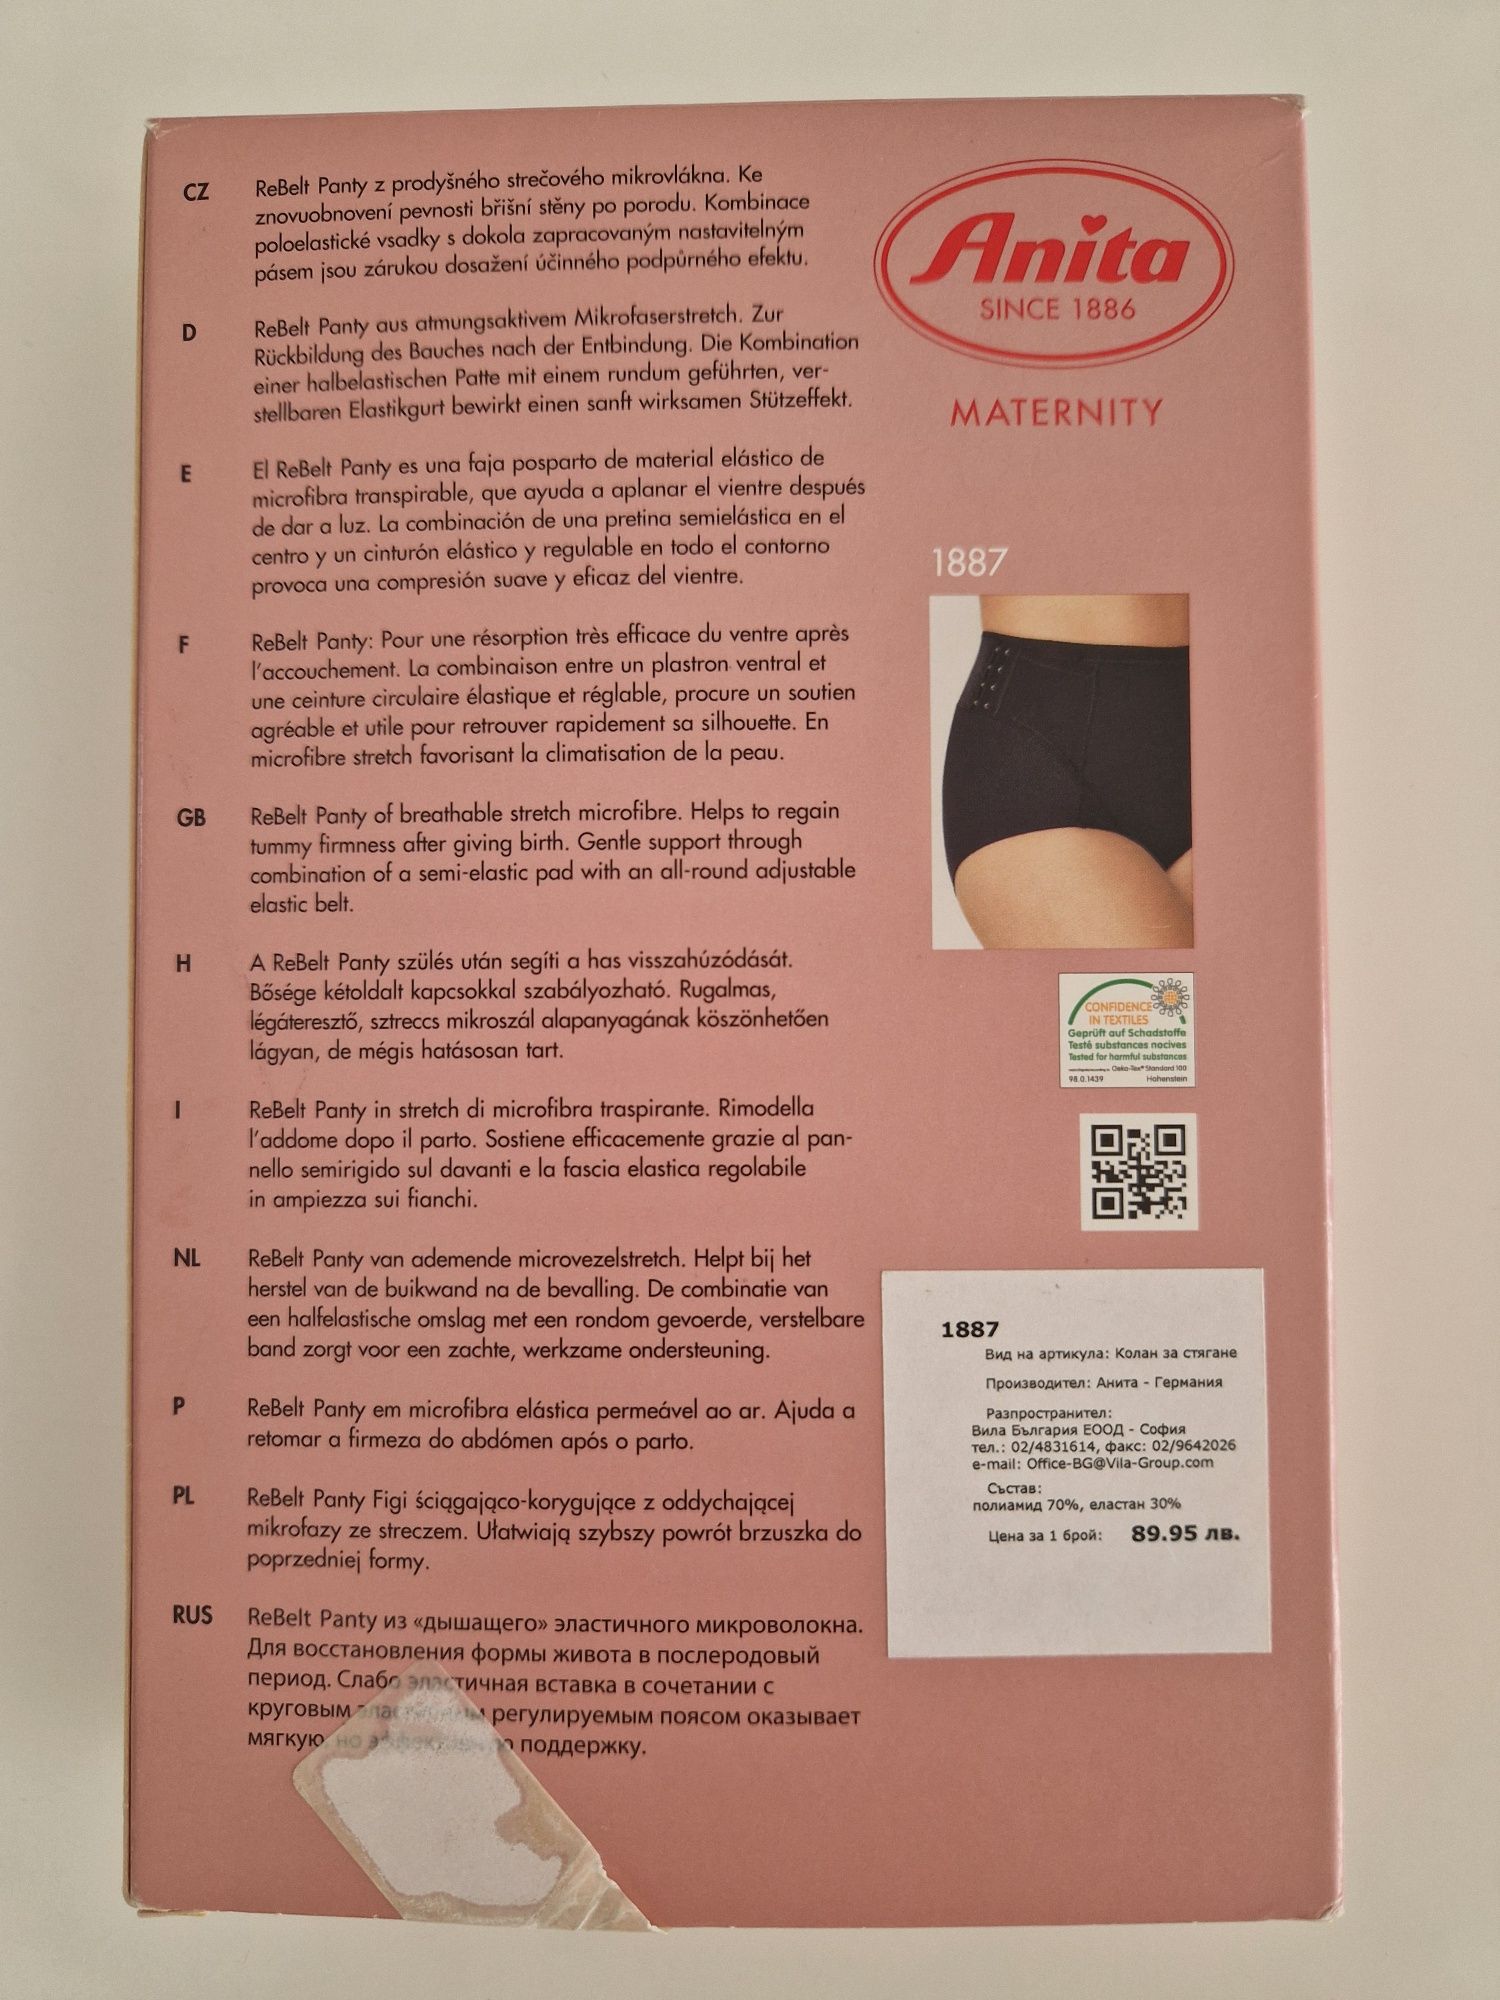 CZ
ReBelt Panty z prodyšného strečového mikrovlákna. Ke
znovuobnovení pevnosti břišní stěny po porodu. Kombinace
poloelastické vsadky s dokola zapracovaným nastavitelným
pásem jsou zárukou dosažení účinného podpůrného efektu.
D
ReBelt Panty aus atmungsaktivem Mikrofaserstretch. Zur
Rückbildung des Bauches nach der Entbindung. Die Kombination
einer halbelastischen Patte mit einem rundum geführten, ver-
stellbaren Elastikgurt bewirkt einen sanft wirksamen Stützeffekt.
E
El ReBelt Panty es una faja posparto de material elástico de
microfibra transpirable, que ayuda a aplanar el vientre después
de dar a luz. La combinación de una pretina semielástica en el
centro y un cinturón elástico y regulable en todo el contorno
provoca una compresión suave y eficaz del vientre.
F
ReBelt Panty: Pour une résorption très efficace du ventre après
l'accouchement. La combinaison entre un plastron ventral et
une ceinture circulaire élastique et réglable, procure un soutien
agréable et utile pour retrouver rapidement sa silhouette. En
microfibre stretch favorisant la climatisation de la peau.
GB
ReBelt Panty of breathable stretch microfibre. Helps to regain
tummy firmness after giving birth. Gentle support through
combination of a semi-elastic pad with an all-round adjustable
elastic belt.
H
A ReBelt Panty szülés után segíti a has visszahúzódását.
Bősége kétoldalt kapcsokkal szabályozható. Rugalmas,
légáteresztő, sztreccs mikroszál alapanyagának köszönhetően
lágyan, de mégis hatásosan tart.
I
ReBelt Panty in stretch di microfibra traspirante. Rimodella
l'addome dopo il parto. Sostiene efficacemente grazie al pan-
nello semirigido sul davanti e la fascia elastica regolabile
in ampiezza sui fianchi.
NL
ReBelt Panty van ademende microvezelstretch. Helpt bij het
herstel van de buikwand na de bevalling. De combinatie van
een halfelastische omslag met een rondom gevoerde, verstelbare
band zorgt voor een zachte, werkzame ondersteuning.
P
ReBelt Panty em microfibra elástica permeável ao ar. Ajuda a
retomar a firmeza do abdómen após o parto.
PL
ReBelt Panty Figi ściągająco-korygujące z oddychającej
mikrofazy ze streczem. Ułatwiają szybszy powrót brzuszka do
poprzedniej formy.
RUS
ReBelt Panty из «дышащего» эластичного микроволокна.
Для восстановления формы живота в послеродовый
период. Слабо эластичная вставка в сочетании с
круговым регулируемым поясом оказывает
мягкую, но поддержку.
Anita
SINCE 1886
MATERNITY
1887
CONFIDENCE
IN TEXTILES
Geprüft auf Schadstoffe
Testé substances nocives
Tested for harmful substances
Oeko-Tex® Standard 100
98.0.1439 Hohenstein
1887
Вид на артикула: Колан за стягане
Производител: Анита - Германия
Разпространител:
Вила България ЕООД - София
тел.: 02/4831614, факс: 02/9642026
e-mail: Office-BG@Vila-Group.com
Състав:
полиамид 70%, еластан 30%
Цена за 1 брой: 89.95 лв.